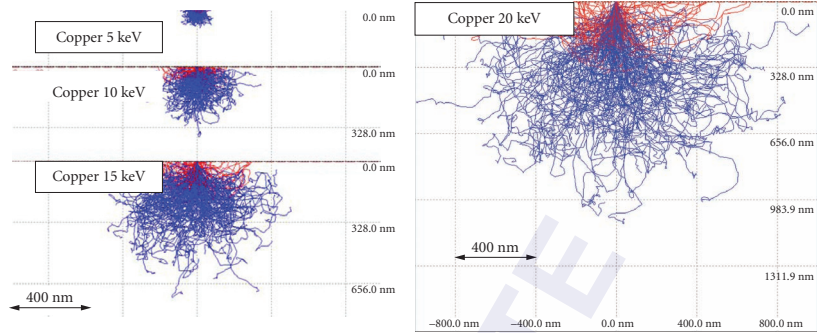 Copper 5 keV
0.0 nm
Copper 10 keV
0.0 nm
328.0 nm
Copper 15 keV
0.0 nm
328.0 nm
656.0 nm
400 nm
Copper 20 keV
0.0 nm
328.0 nm
656.0 nm
983.9 nm
400 nm
1311.9 nm
−800.0 nm −400.0 nm 0.0 nm 400.0 nm 800.0 nm
TE